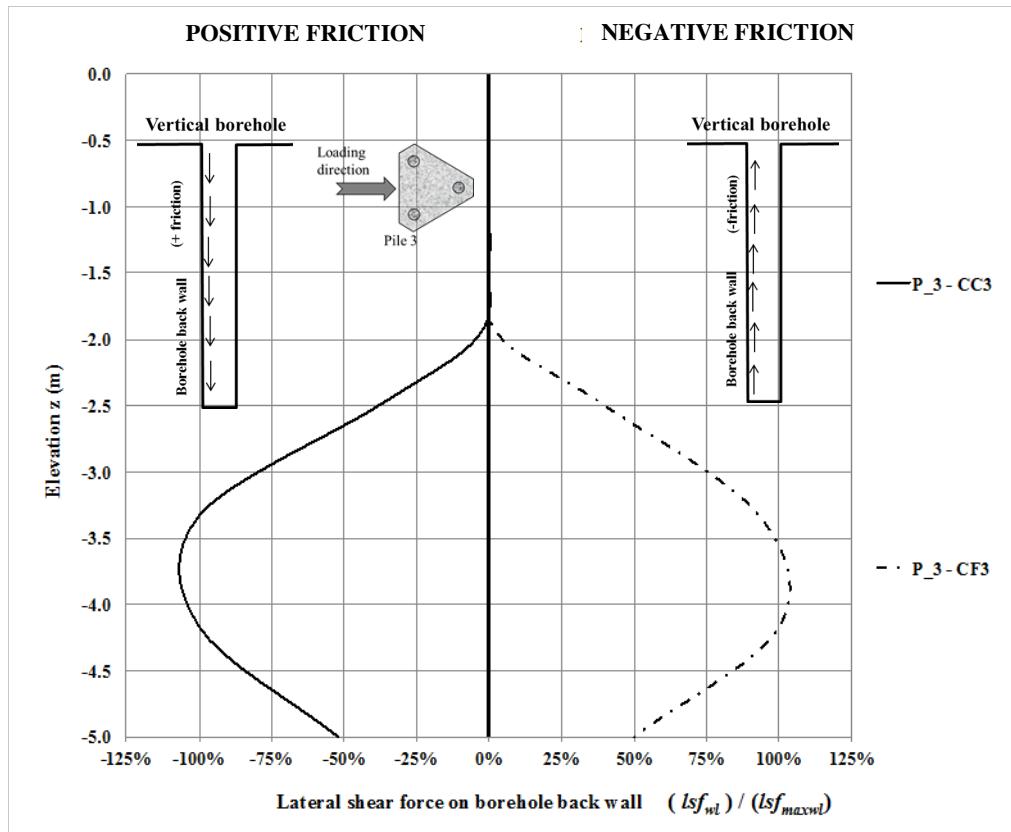 POSITIVE FRICTION
NEGATIVE FRICTION
0.0
-0.5
-1.0
-1.5
-2.0
-2.5
-3.0
-3.5
-4.0
-4.5
-5.0
Elevation z (m)
Vertical borehole
(+ friction)
Borehole back wall
Loading
direction
Pile 3
Vertical borehole
(-friction)
Borehole back wall
P_3 - CC3
P_3 - CF3
-125% -100% -75% -50% -25% 0% 25% 50% 75% 100% 125%
Lateral shear force on borehole back wall (lsf_wl) / (lsf_maxwl)